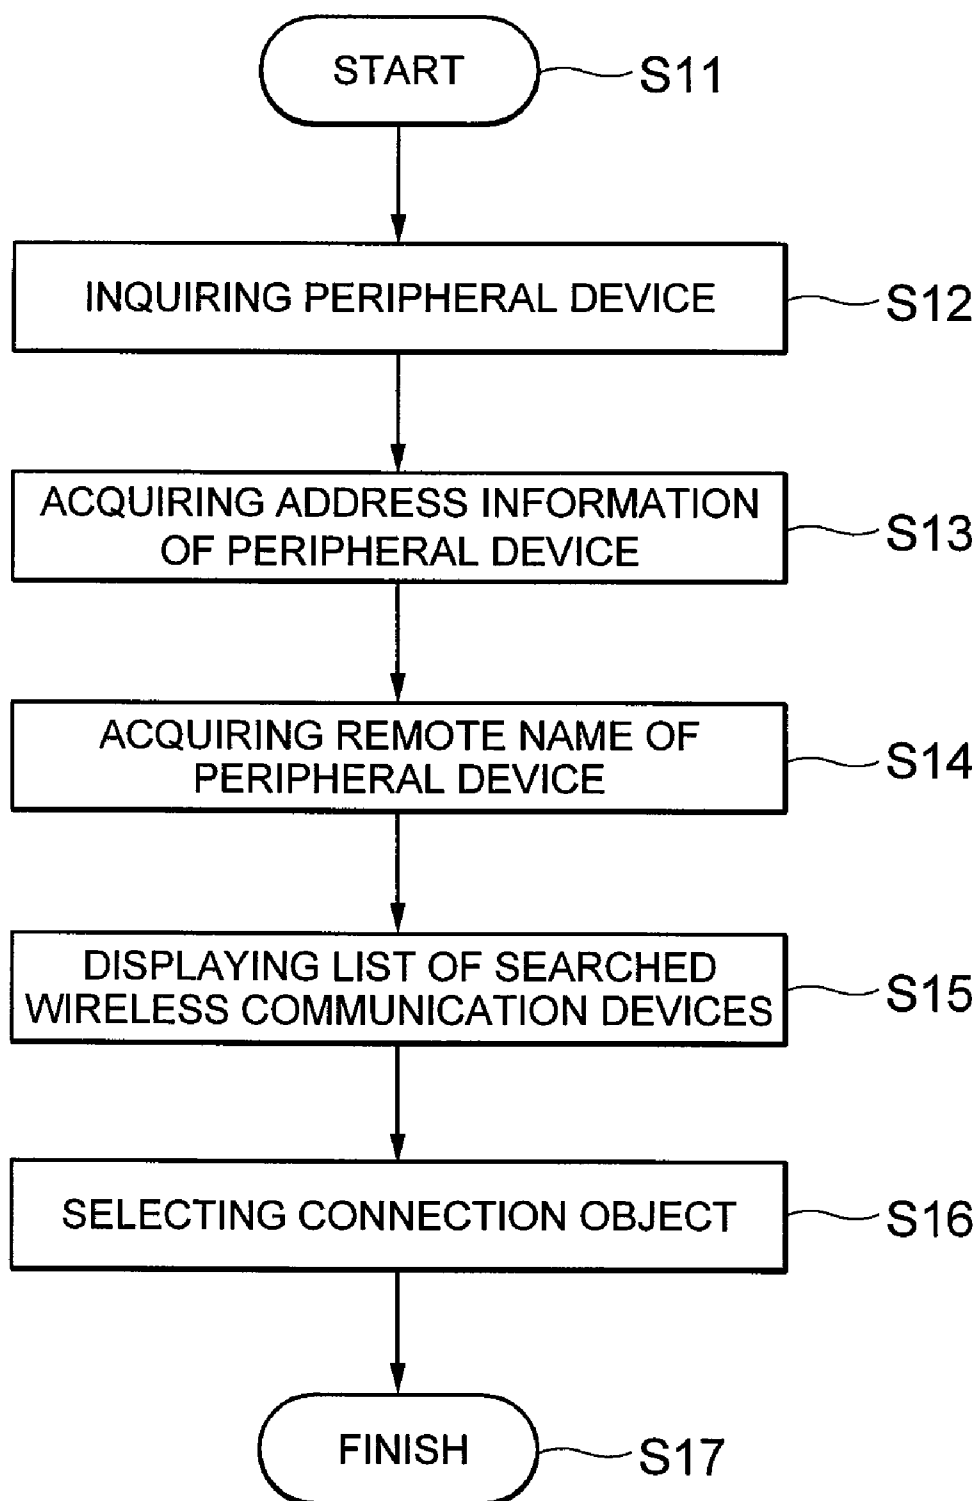 START
S11
INQUIRING PERIPHERAL DEVICE
S12
ACQUIRING ADDRESS INFORMATION
OF PERIPHERAL DEVICE
S13
ACQUIRING REMOTE NAME OF
PERIPHERAL DEVICE
S14
DISPLAYING LIST OF SEARCHED
WIRELESS COMMUNICATION DEVICES
S15
SELECTING CONNECTION OBJECT
S16
FINISH
S17